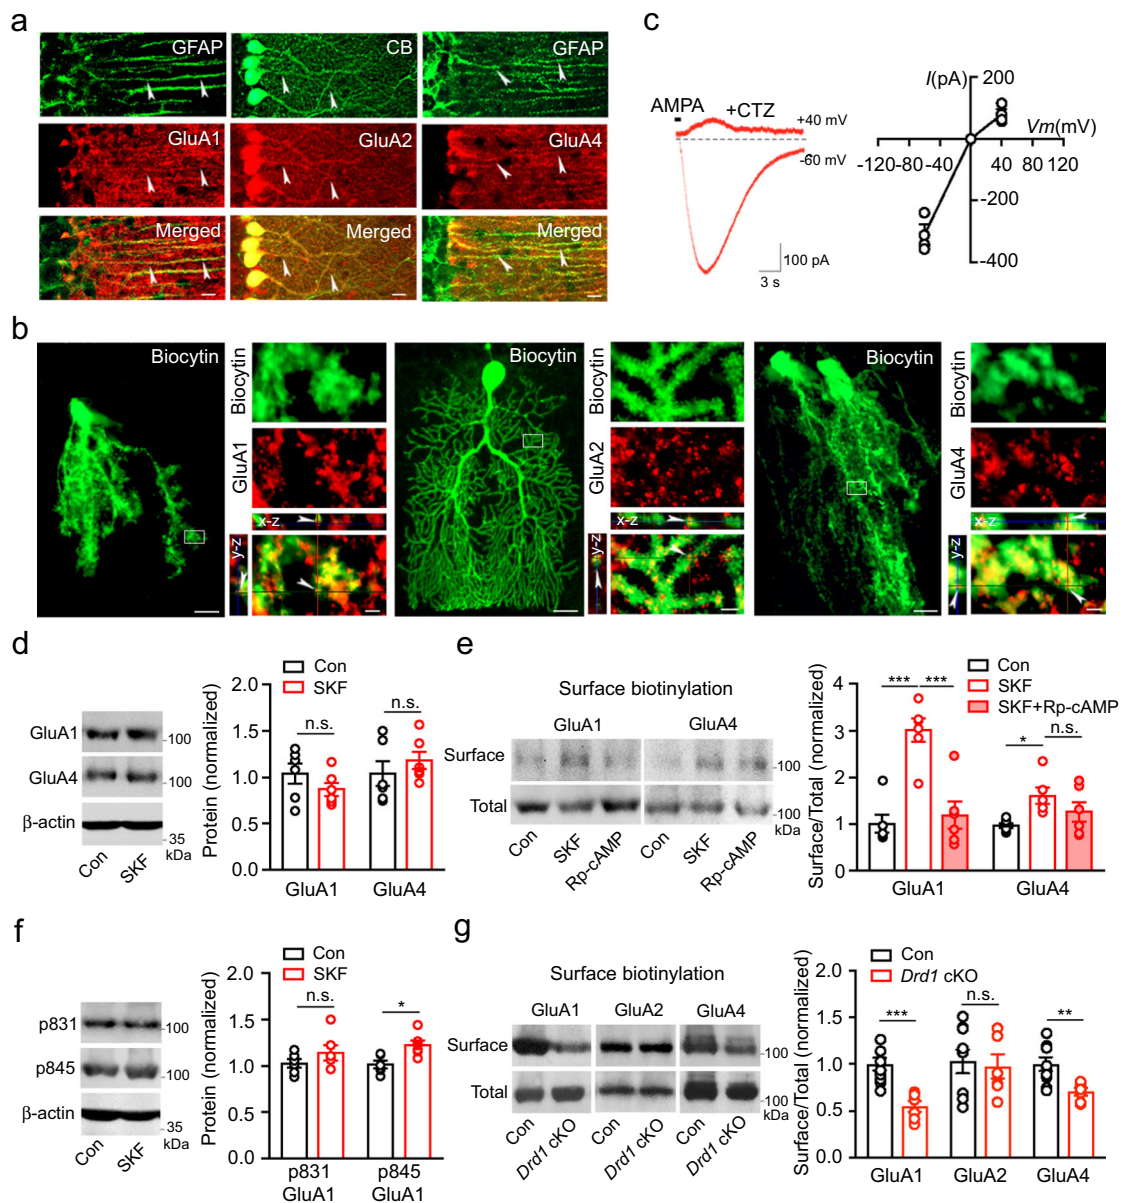 a
GFAP
CB
GFAP
GluA1
GluA2
GluA4
Merged
Merged
Merged
c
AMPA
+CTZ
+40 mV
-60 mV
100 pA
3 s
I(pA)
200
Vm(mV)
-120 -80 -40 40 80 120
-200
-400
b
Biocytin
Biocytin
GluA1
x-z
y-z
Biocytin
Biocytin
GluA2
x-z
y-z
Biocytin
Biocytin
GluA4
x-z
y-z
d
GluA1
-100
GluA4
-100
β-actin
-35
kDa
Con
SKF
Con
SKF
Protein (normalized)
2.0
1.5
1.0
0.5
0
n.s.
n.s.
GluA1
GluA4
e
Surface biotinylation
GluA1
GluA4
Surface
-100
Total
-100
kDa
Con
SKF
Rp-cAMP
Con
SKF
Rp-cAMP
Con
SKF
SKF+Rp-cAMP
Surface/Total (normalized)
4
3
2
1
0
***
***
*
n.s.
GluA1
GluA4
f
p831
-100
p845
-100
β-actin
-35
kDa
Con
SKF
Con
SKF
Protein (normalized)
2.0
1.5
1.0
0.5
0.0
n.s.
*
p831
GluA1
p845
GluA1
g
Surface biotinylation
GluA1
GluA2
GluA4
Surface
-100
Total
-100
kDa
Con
Drd1 cKO
Con
Drd1 cKO
Con
Drd1 cKO
Con
Drd1 cKO
Surface/Total (normalized)
2.0
1.5
1.0
0.5
0
***
n.s.
**
GluA1
GluA2
GluA4